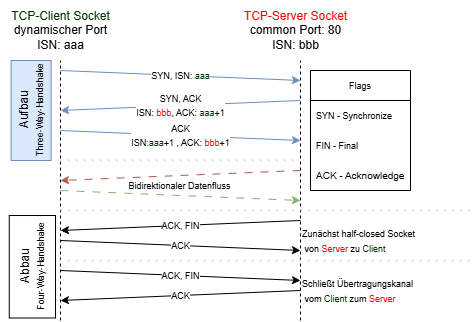 TCP-Client Socket
dynamischer Port
ISN: aaa
TCP-Server Socket
common Port: 80
ISN: bbb
Aufbau
Three-Way-Handshake
SYN, ISN: aaa
SYN, ACK
ISN: bbb, ACK: aaa+1
ACK
ISN:aaa+1 , ACK: bbb+1
Flags
SYN - Synchronize
FIN - Final
ACK - Acknowledge
Bidirektionaler Datenfluss
Abbau
Four-Way-Handshake
ACK, FIN
ACK
Zunächst half-closed Socket
von Server zu Client
ACK, FIN
ACK
Schließt Übertragungskanal
vom Client zum Server